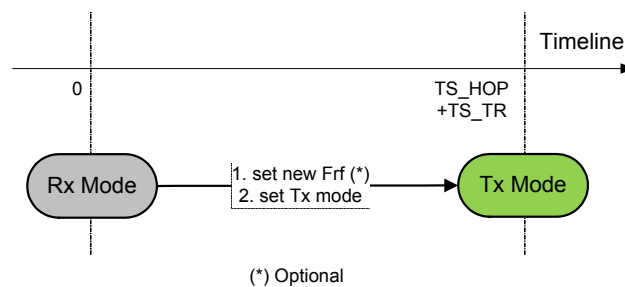 Timeline
0
TS_HOP
+TS_TR
Rx Mode
1. set new Frf (*)
2. set Tx mode
Tx Mode
(*) Optional